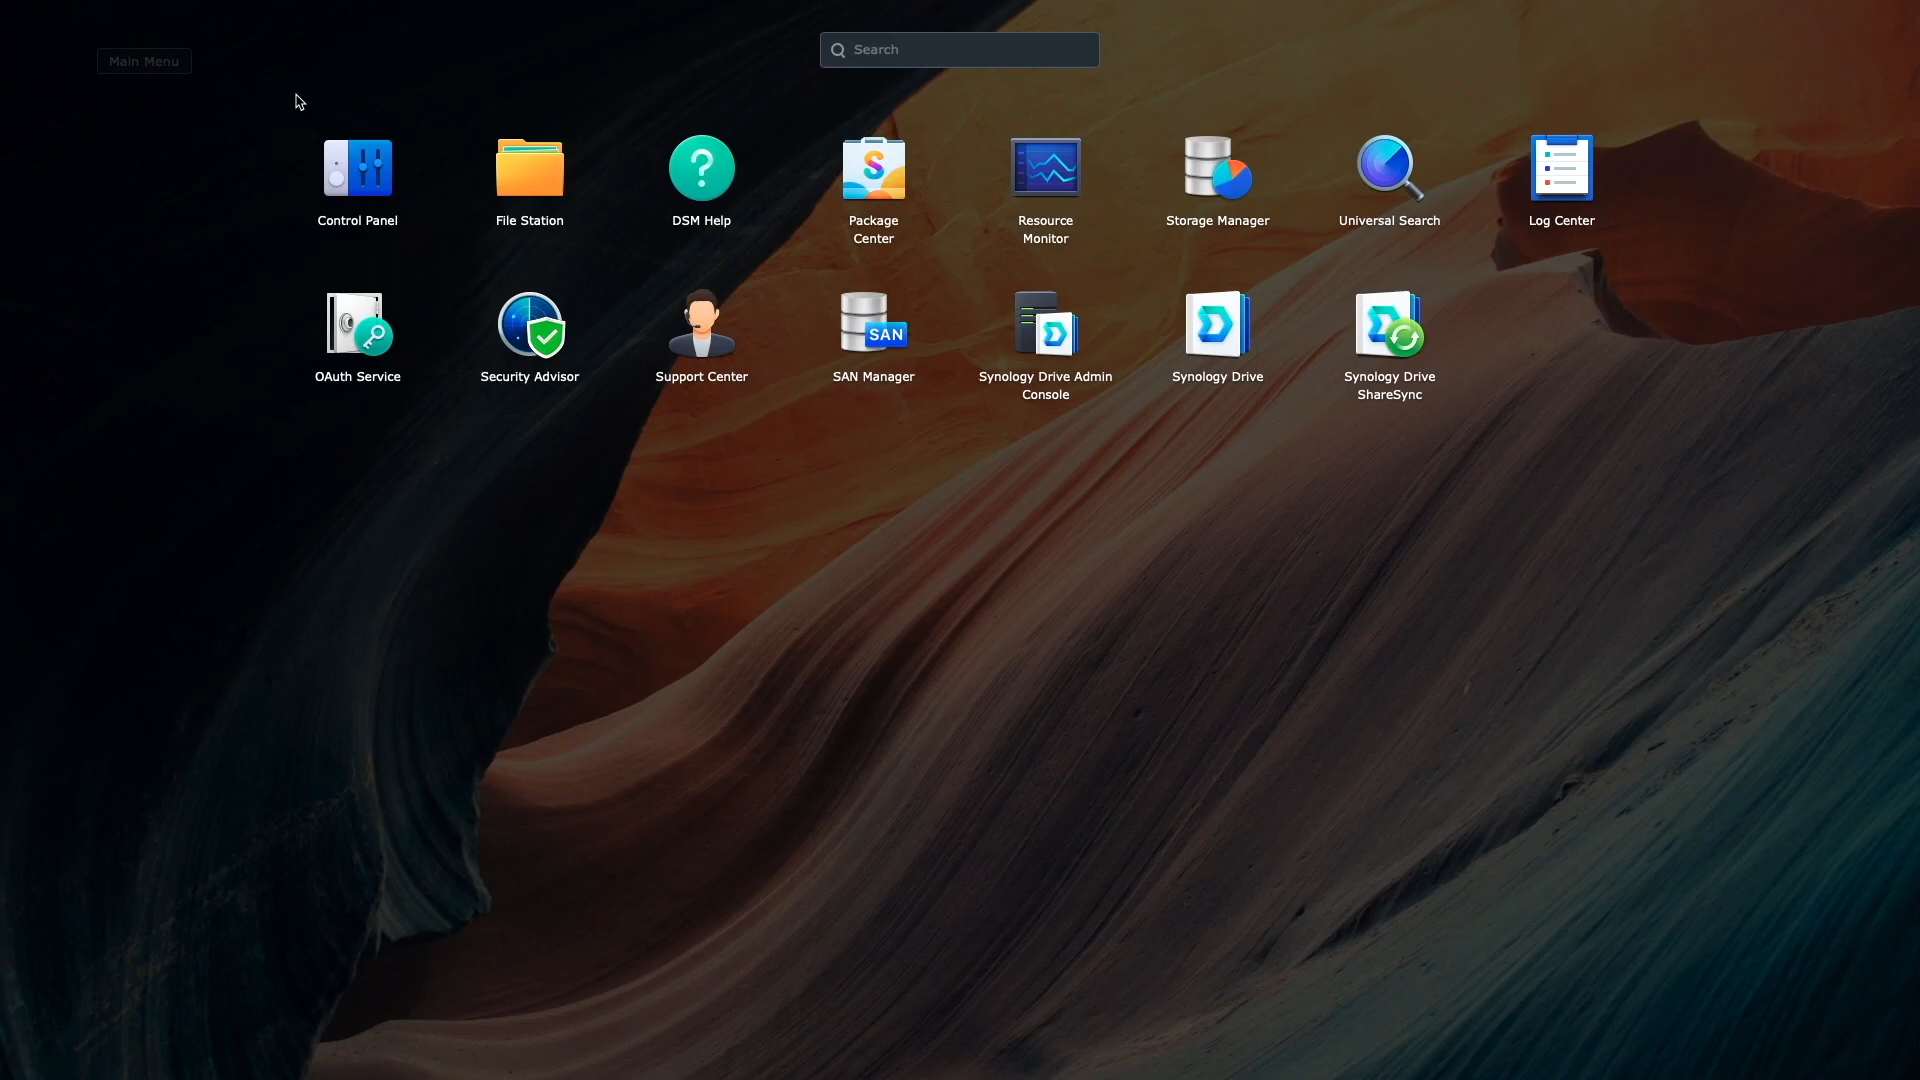 Main Menu
Search
Control Panel
File Station
DSM Help
Package
Center
Resource
Monitor
Storage Manager
Universal Search
Log Center
OAuth Service
Security Advisor
Support Center
SAN
SAN Manager
Synology Drive Admin
Console
Synology Drive
Synology Drive
ShareSync